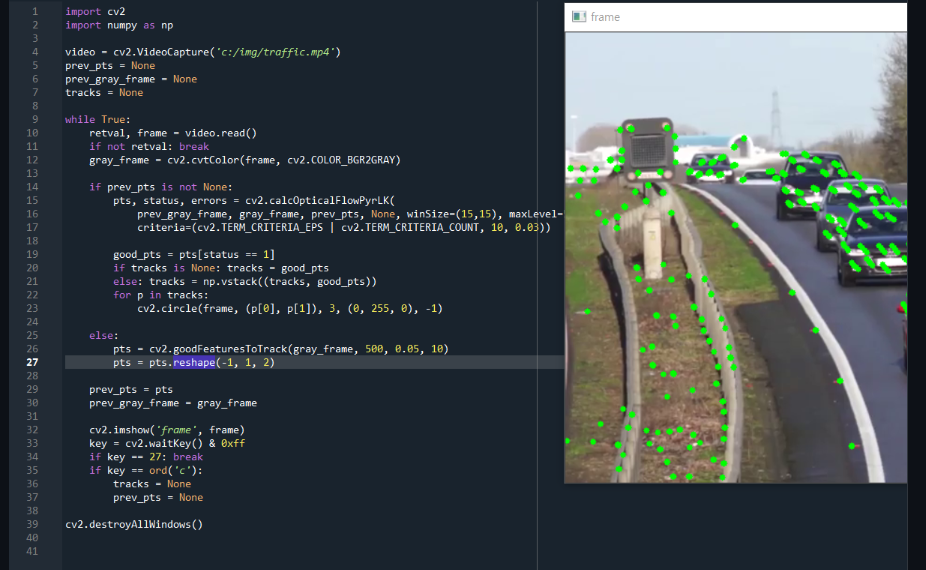 1 import cv2
2 import numpy as np
3
4 video = cv2.VideoCapture('c:/img/traffic.mp4')
5 prev_pts = None
6 prev_gray_frame = None
7 tracks = None
8
9 while True:
10     retval, frame = video.read()
11     if not retval: break
12     gray_frame = cv2.cvtColor(frame, cv2.COLOR_BGR2GRAY)
13
14     if prev_pts is not None:
15         pts, status, errors = cv2.calcOpticalFlowPyrLK(
16             prev_gray_frame, gray_frame, prev_pts, None, winSize=(15,15), maxLevel=
17             criteria=(cv2.TERM_CRITERIA_EPS | cv2.TERM_CRITERIA_COUNT, 10, 0.03))
18
19         good_pts = pts[status == 1]
20         if tracks is None: tracks = good_pts
21         else: tracks = np.vstack((tracks, good_pts))
22         for p in tracks:
23             cv2.circle(frame, (p[0], p[1]), 3, (0, 255, 0), -1)
24
25     else:
26         pts = cv2.goodFeaturesToTrack(gray_frame, 500, 0.05, 10)
27         pts = pts.reshape(-1, 1, 2)
28
29     prev_pts = pts
30     prev_gray_frame = gray_frame
31
32     cv2.imshow('frame', frame)
33     key = cv2.waitKey() & 0xff
34     if key == 27: break
35     if key == ord('c'):
36         tracks = None
37         prev_pts = None
38
39 cv2.destroyAllWindows()
40
41
frame